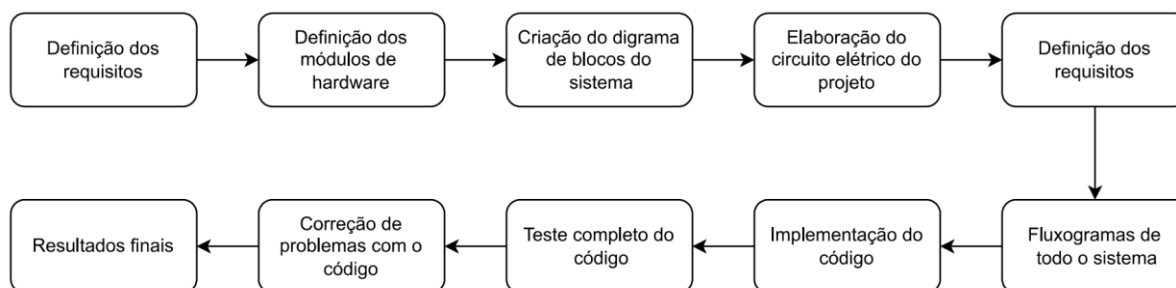 Definição dos
requisitos
Definição dos
módulos de
hardware
Criação do digrama
de blocos do
sistema
Elaboração do
circuito elétrico do
projeto
Definição dos
requisitos
Fluxogramas de
todo o sistema
Implementação do
código
Teste completo do
código
Correção de
problemas com o
código
Resultados finais